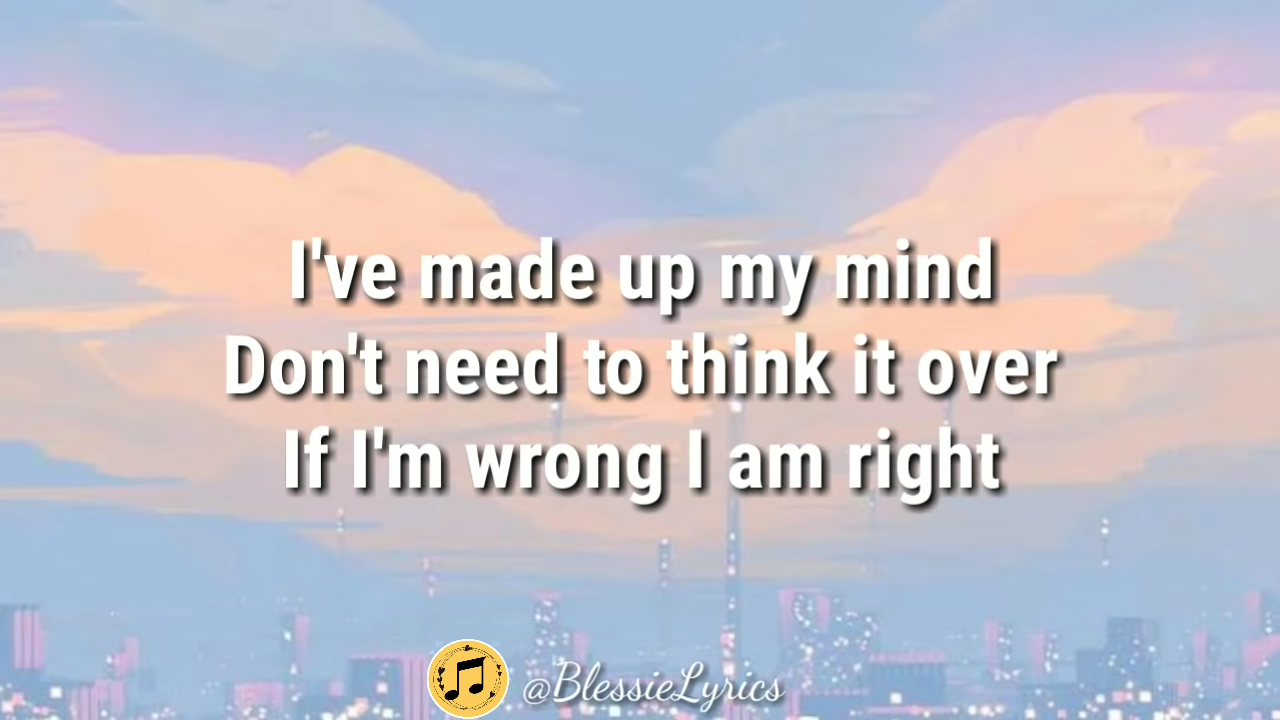 I've made up my mind
Don't need to think it over
If I'm wrong I am right
@BlessieLyrics